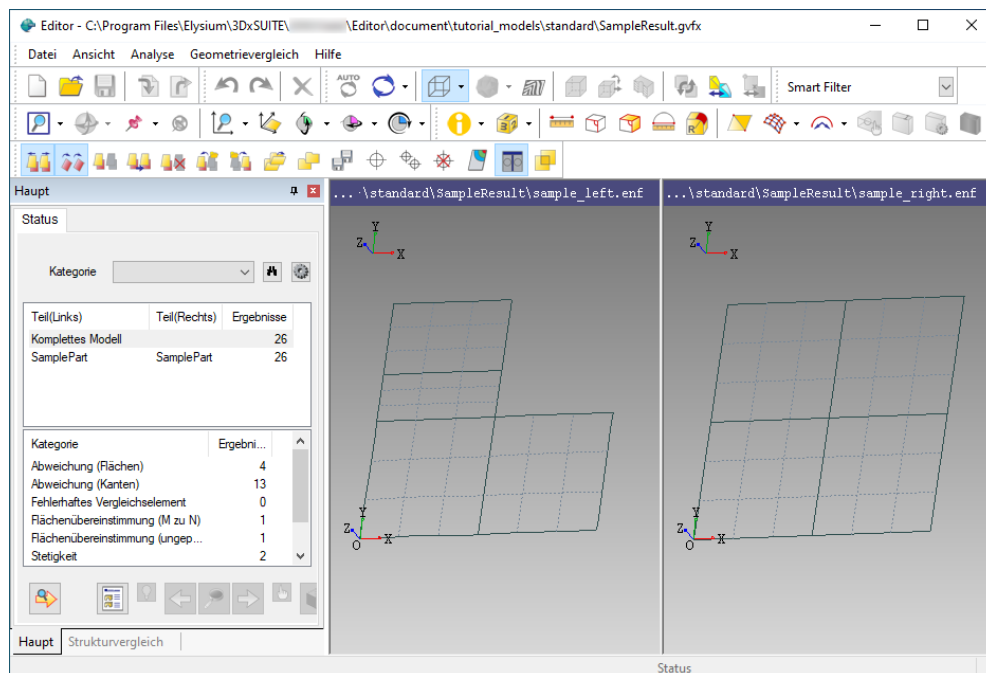 Editor - C:\Program Files\Elysium\3DxSUITE\ \Editor\document\tutorial_models\standard\SampleResult.gvfx
Datei Ansicht Analyse Geometrievergleich Hilfe
AUTO
Smart Filter
R
Haupt
...\standard\SampleResult\sample_left.enf
...\standard\SampleResult\sample_right.enf
Status
Kategorie
Teil(Links) Teil(Rechts) Ergebnisse
Komplettes Modell 26
SamplePart SamplePart 26
Kategorie Ergebni...
Abweichung (Flächen) 4
Abweichung (Kanten) 13
Fehlerhaftes Vergleichselement 0
Flächenübereinstimmung (M zu N) 1
Flächenübereinstimmung (ungep... 1
Stetigkeit 2
Y
Z
X
Y
Z
X
O
Y
Z
X
Y
Z
X
O
Haupt Strukturvergleich
Status